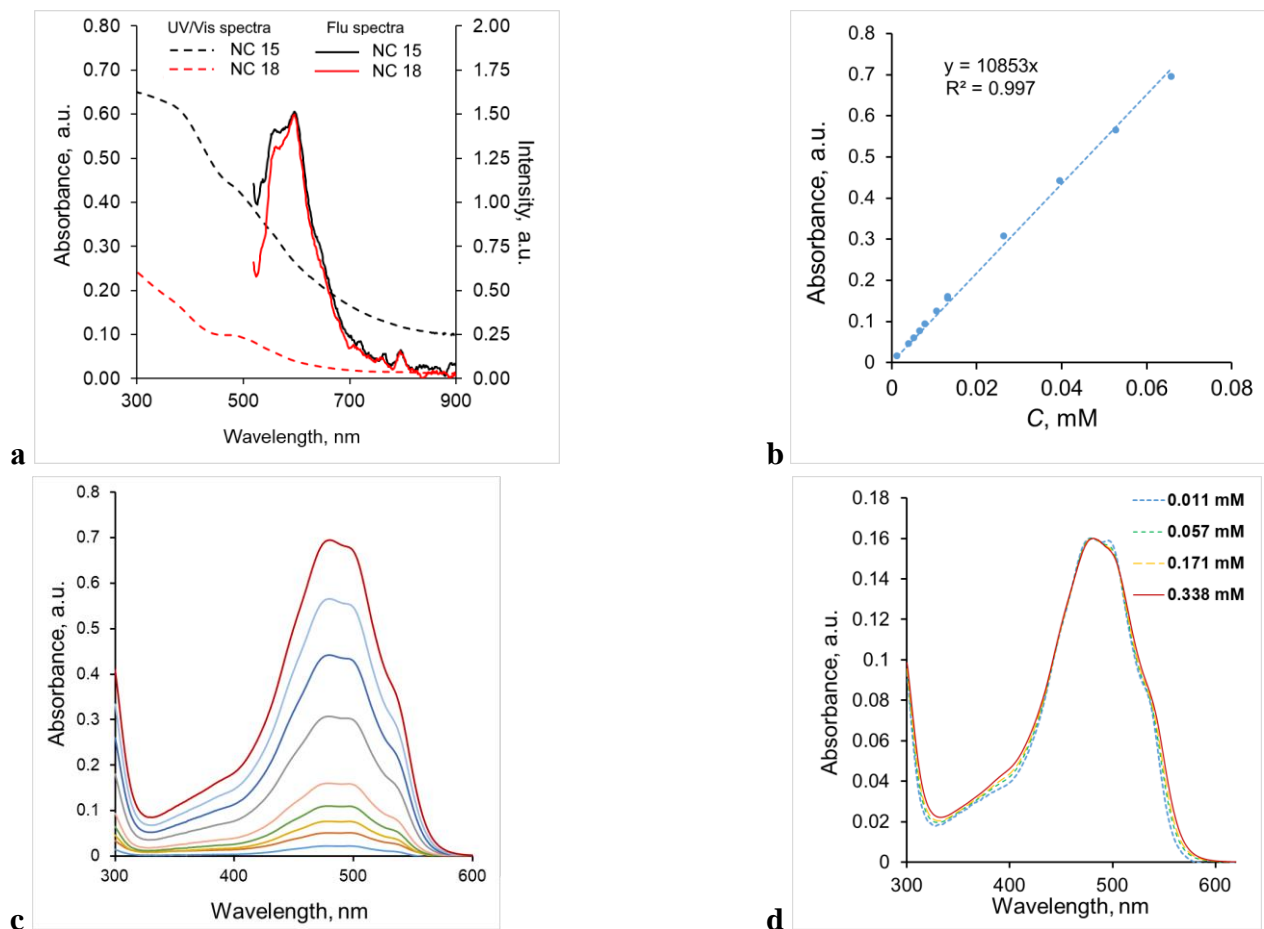 UV/Vis spectra Flu spectra
NC 15 NC 15
NC 18 NC 18
0.80
0.70
0.60
0.50
0.40
0.30
0.20
0.10
0.00
Absorbance, a.u.
2.00
1.75
1.50
1.25
1.00
0.75
0.50
0.25
0.00
Intensity, a.u.
300 500 700 900
Wavelength, nm
a
y = 10853x
R² = 0.997
0.8
0.7
0.6
0.5
0.4
0.3
0.2
0.1
0
Absorbance, a.u.
0 0.02 0.04 0.06 0.08
C, mM
b
0.8
0.7
0.6
0.5
0.4
0.3
0.2
0.1
0
Absorbance, a.u.
300 400 500 600
Wavelength, nm
c
0.011 mM
0.057 mM
0.171 mM
0.338 mM
0.18
0.16
0.14
0.12
0.1
0.08
0.06
0.04
0.02
0
Absorbance, a.u.
300 400 500 600
Wavelength, nm
d